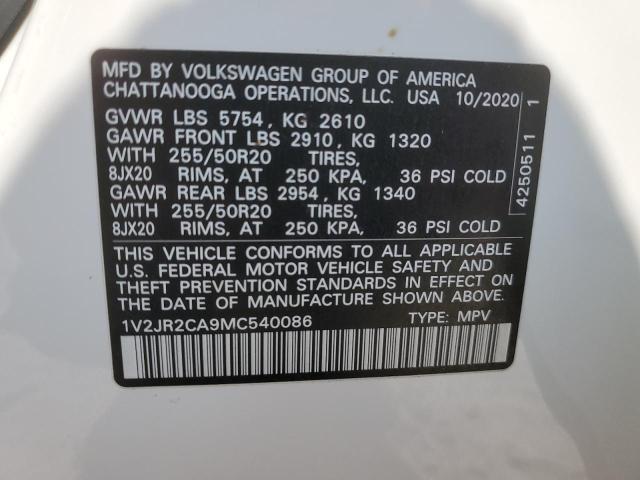 MFD BY VOLKSWAGEN GROUP OF AMERICA
CHATTANOOGA OPERATIONS, LLC. USA 10/2020
GVWR LBS 5754, KG 2610
GAWR FRONT LBS 2910, KG 1320
WITH 255/50R20 TIRES,
8JX20 RIMS, AT 250 KPA, 36 PSI COLD
GAWR REAR LBS 2954, KG 1340
WITH 255/50R20 TIRES,
8JX20 RIMS, AT 250 KPA, 36 PSI COLD
4250511 1
THIS VEHICLE CONFORMS TO ALL APPLICABLE
U.S. FEDERAL MOTOR VEHICLE SAFETY AND
THEFT PREVENTION STANDARDS IN EFFECT ON
THE DATE OF MANUFACTURE SHOWN ABOVE
1V2JR2CA9MC540086 TYPE: MPV